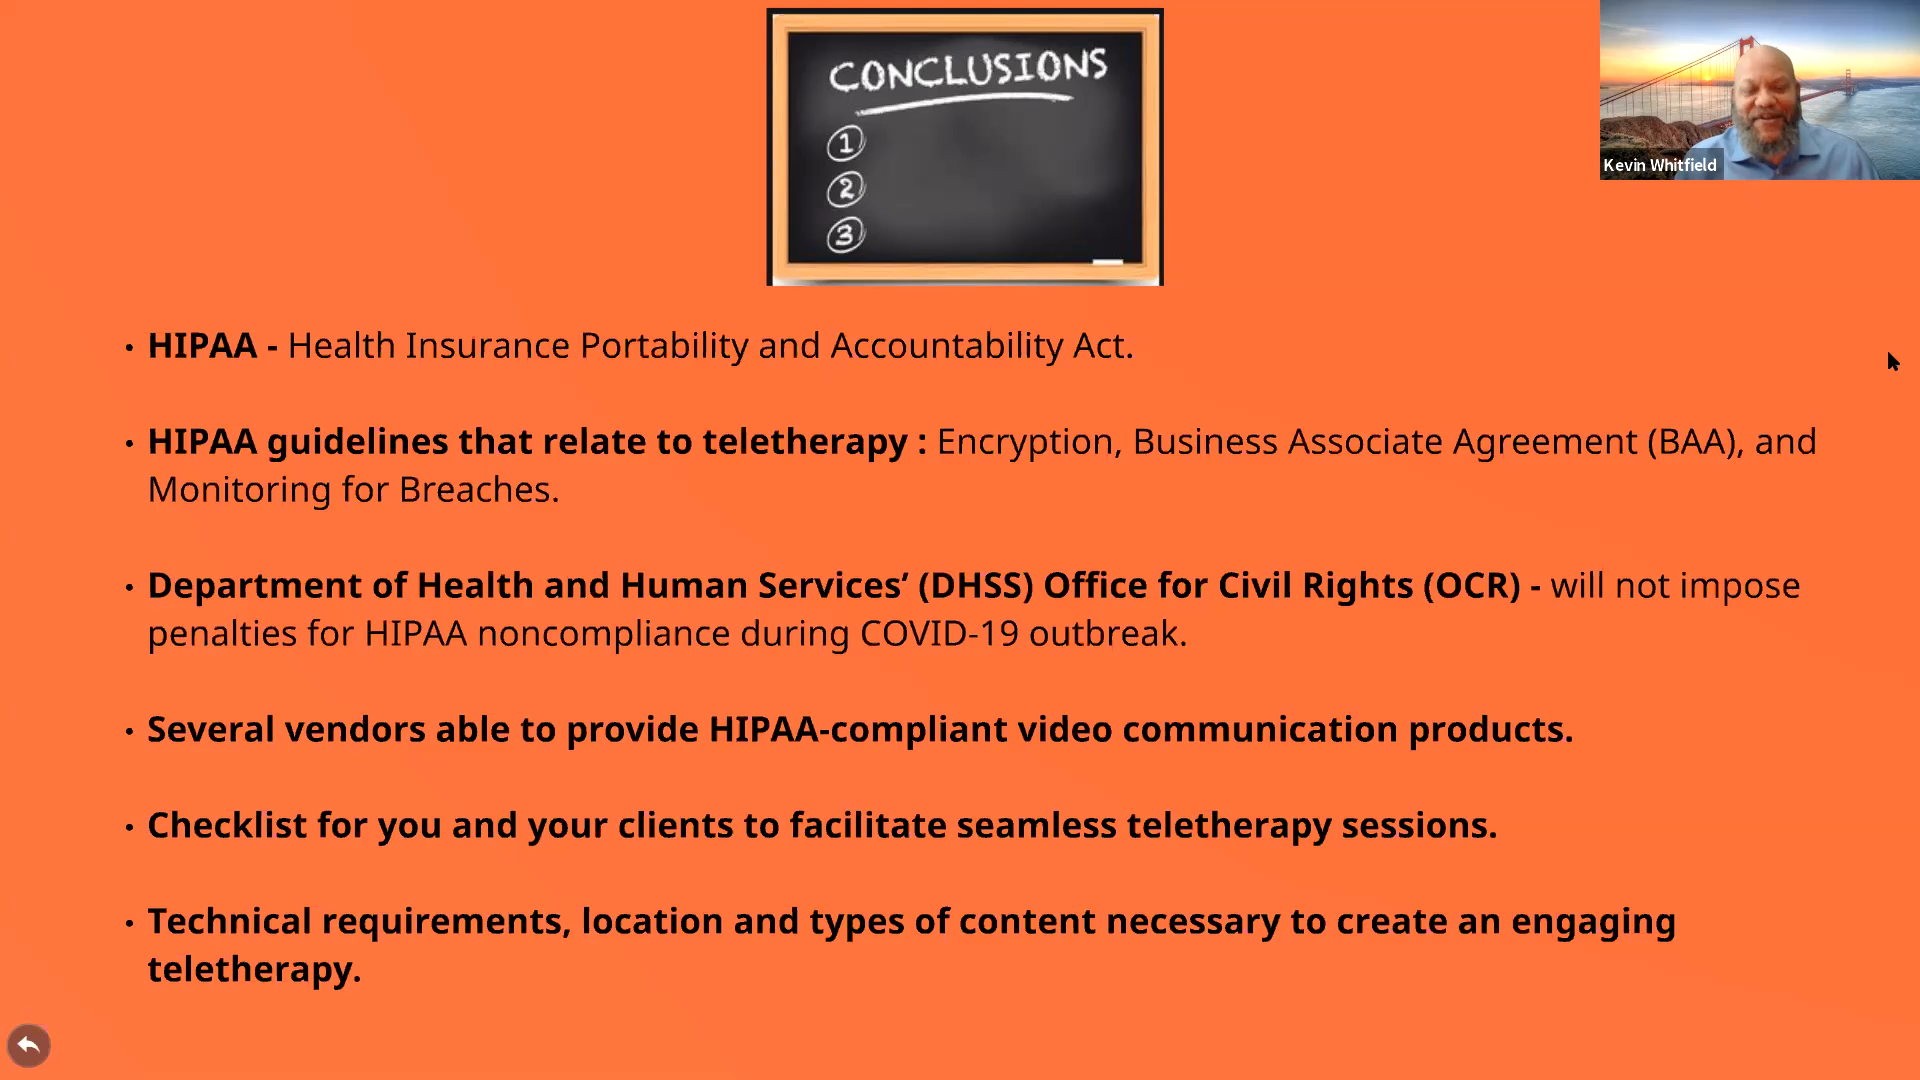 CONCLUSIONS
1
2
3
Kevin Whitfield
• HIPAA - Health Insurance Portability and Accountability Act.
• HIPAA guidelines that relate to teletherapy : Encryption, Business Associate Agreement (BAA), and
Monitoring for Breaches.
• Department of Health and Human Services’ (DHSS) Office for Civil Rights (OCR) - will not impose
penalties for HIPAA noncompliance during COVID-19 outbreak.
• Several vendors able to provide HIPAA-compliant video communication products.
• Checklist for you and your clients to facilitate seamless teletherapy sessions.
• Technical requirements, location and types of content necessary to create an engaging
teletherapy.